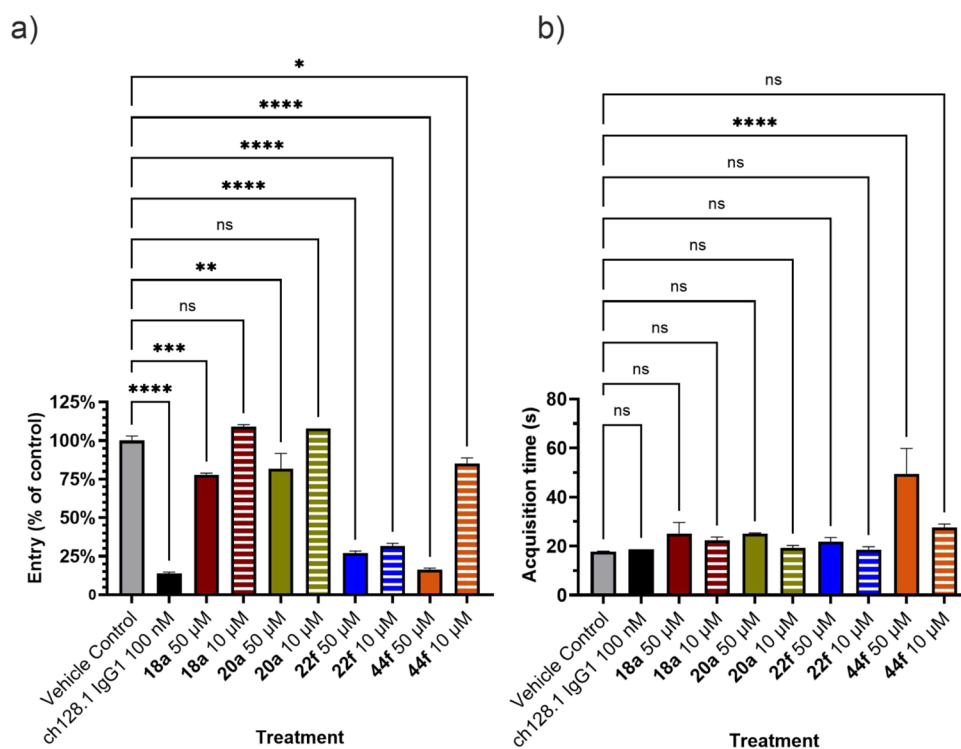 a)
*
****
****
****
ns
**
ns
***
****
Entry (% of control)
125%
100%
75%
50%
25%
0
Vehicle Control
ch128.1 IgG1 100 nM
18a 50 μM
18a 10 μM
20a 50 μM
20a 10 μM
22f 50 μM
22f 10 μM
44f 50 μM
44f 10 μM
Treatment
b)
ns
****
ns
ns
ns
ns
ns
ns
ns
Acquisition time (s)
80
60
40
20
0
Vehicle Control
ch128.1 IgG1 100 nM
18a 50 μM
18a 10 μM
20a 50 μM
20a 10 μM
22f 50 μM
22f 10 μM
44f 50 μM
44f 10 μM
Treatment